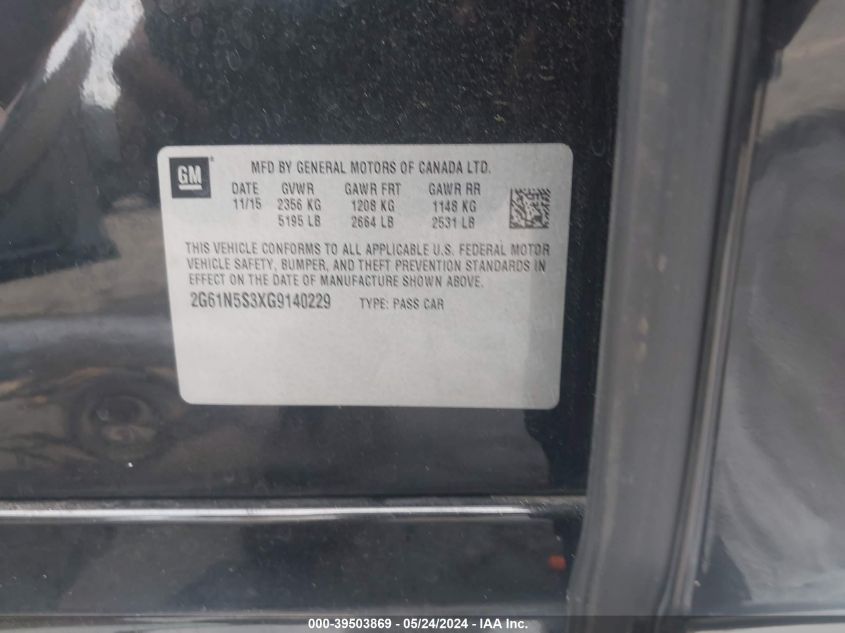 GM
MFD BY GENERAL MOTORS OF CANADA LTD.
DATE GVWR GAWR FRT GAWR RR
11/15 2356 KG 1208 KG 1148 KG
5195 LB 2664 LB 2531 LB
THIS VEHICLE CONFORMS TO ALL APPLICABLE U.S. FEDERAL MOTOR
VEHICLE SAFETY, BUMPER, AND THEFT PREVENTION STANDARDS IN
EFFECT ON THE DATE OF MANUFACTURE SHOWN ABOVE.
2G61N5S3XG9140229 TYPE: PASS CAR
000-39503869 / 05/24/2024 - IAA Inc.